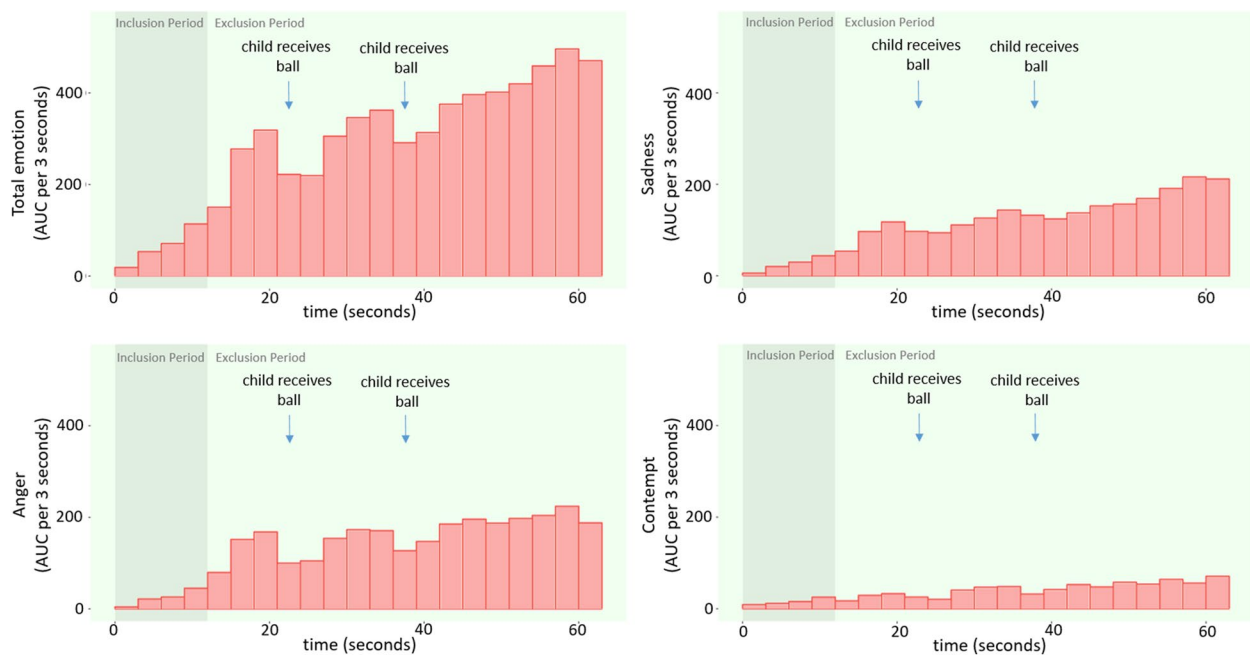 Inclusion Period Exclusion Period
child receives
ball
child receives
ball
Total emotion
(AUC per 3 seconds)
400
200
0
0 20 40 60
time (seconds)
Inclusion Period Exclusion Period
child receives
ball
child receives
ball
Sadness
(AUC per 3 seconds)
400
200
0
0 20 40 60
time (seconds)
Inclusion Period Exclusion Period
child receives
ball
child receives
ball
Anger
(AUC per 3 seconds)
400
200
0
0 20 40 60
time (seconds)
Inclusion Period Exclusion Period
child receives
ball
child receives
ball
Contempt
(AUC per 3 seconds)
400
200
0
0 20 40 60
time (seconds)